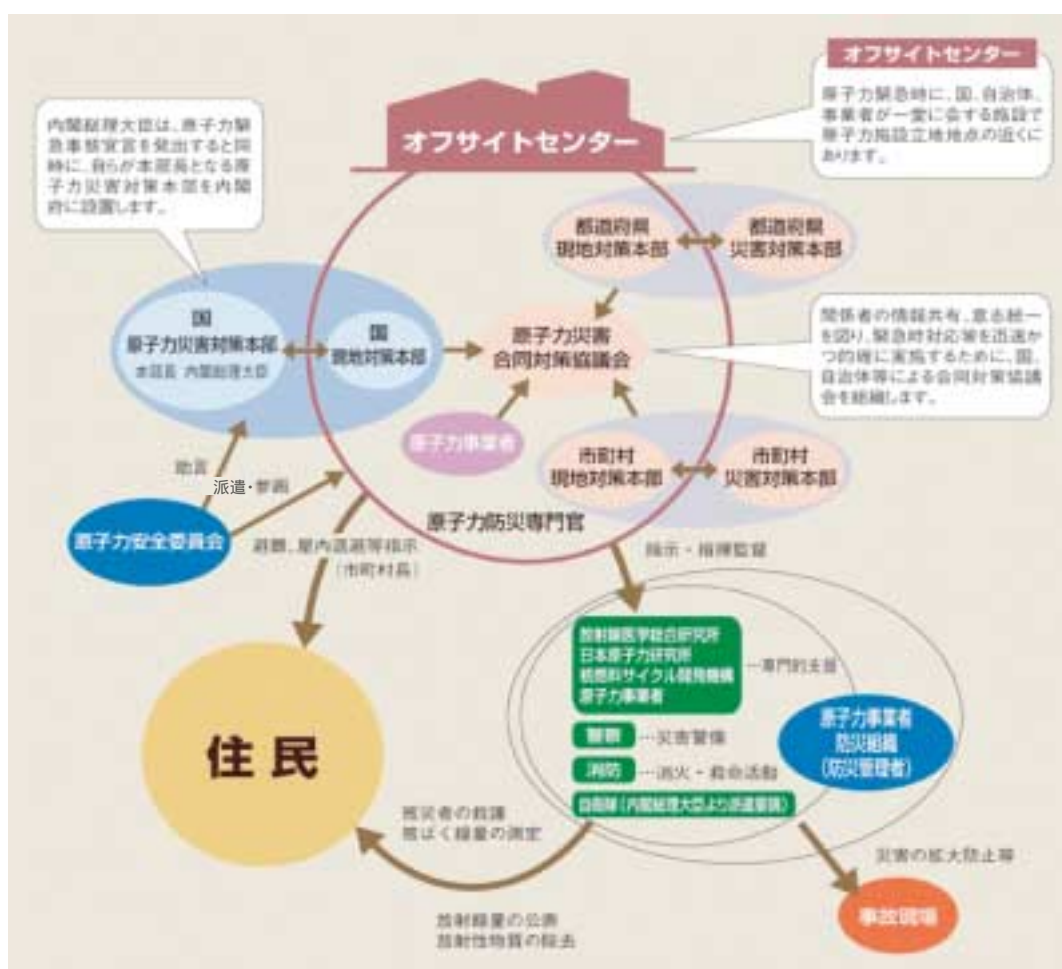 オフサイトセンター
原子力緊急時に、国、自治体、
事業者が一堂に会する施設で
原子力施設立地地点の近くに
あります。
内閣総理大臣は、原子力緊
急事態宣言を発出すると同
時に、自らが本部長となる原
子力災害対策本部を内閣
府に設置します。
オフサイトセンター
都道府県
現地対策本部
都道府県
災害対策本部
国
原子力災害対策本部
本部長 内閣総理大臣
国
現地対策本部
原子力災害
合同対策協議会
関係者の情報共有、意志統一
を図り、緊急時対応等を迅速か
つ的確に実施するために、国、
自治体等による合同対策協議
会を組織します。
原子力事業者
市町村
現地対策本部
市町村
災害対策本部
助言
派遣・参画
原子力安全委員会
原子力防災専門官
避難、屋内退避等指示
(市町村長)
指示・指揮監督
放射線医学総合研究所
日本原子力研究所
核燃料サイクル開発機構
原子力事業者
…専門的支援
警察
…災害警備
消防
…消火・救命活動
自衛隊(内閣総理大臣より派遣要請)
原子力事業者
防災組織
(防災管理者)
住民
被災者の救護
被ばく線量の測定
災害の拡大防止等
事故現場
放射線量の公表
放射性物質の除去